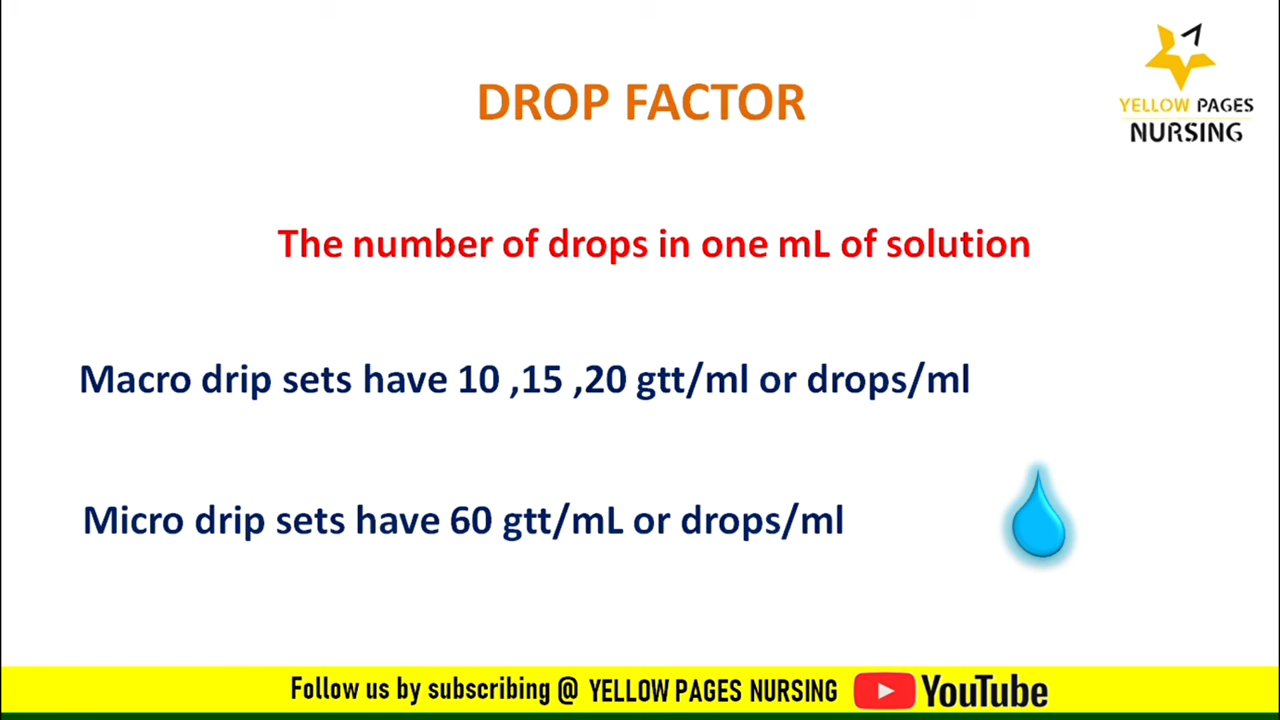 YELLOW PAGES
NURSING
DROP FACTOR
The number of drops in one mL of solution
Macro drip sets have 10 ,15 ,20 gtt/ml or drops/ml
Micro drip sets have 60 gtt/mL or drops/ml
Follow us by subscribing @ YELLOW PAGES NURSING YouTube